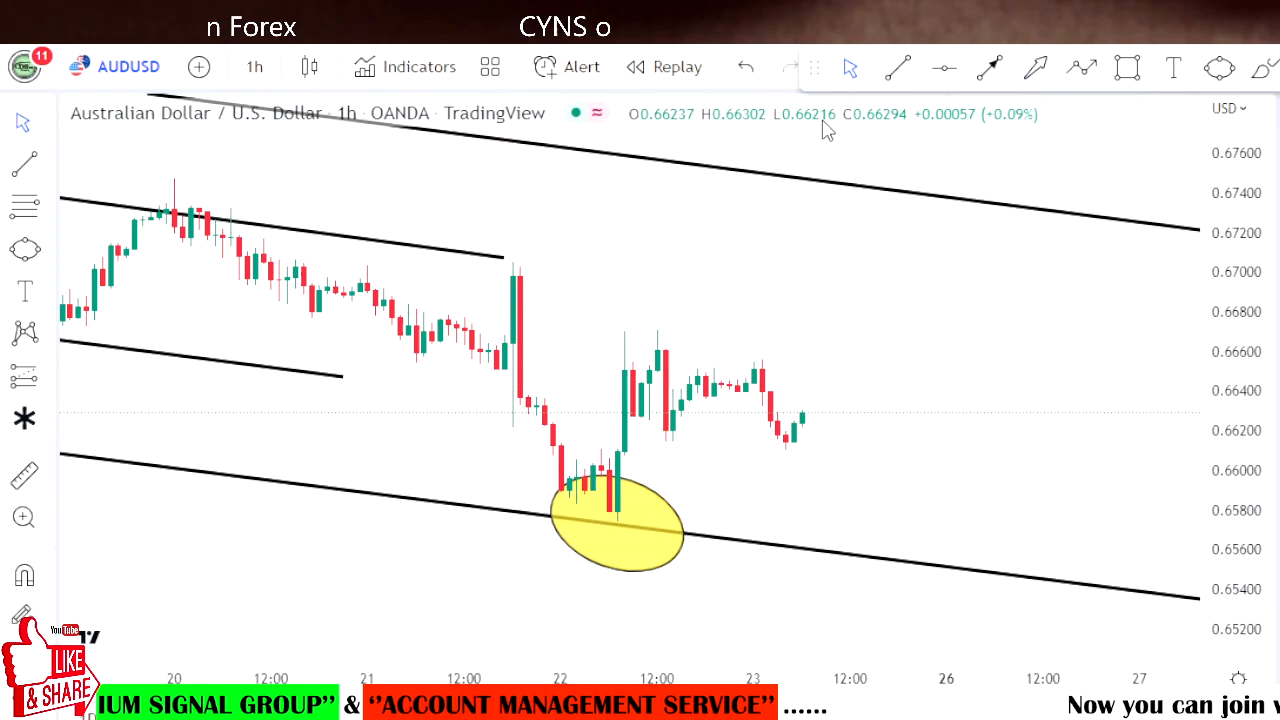 n Forex CYNS o
11 AUDUSD 1h Indicators Alert Replay
Australian Dollar / U.S. Dollar · 1h · OANDA · TradingView O0.66237 H0.66302 L0.66216 C0.66294 +0.00057 (+0.09%) USD
0.67600
0.67400
0.67200
0.67000
0.66800
0.66600
0.66400
0.66200
0.66000
0.65800
0.65600
0.65400
0.65200
You Tube
LIKE
& SHARE
20 12:00 21 12:00 22 12:00 23 12:00 26 12:00 27
IUM SIGNAL GROUP’’ & ‘‘ACCOUNT MANAGEMENT SERVICE’’ ...... Now you can join